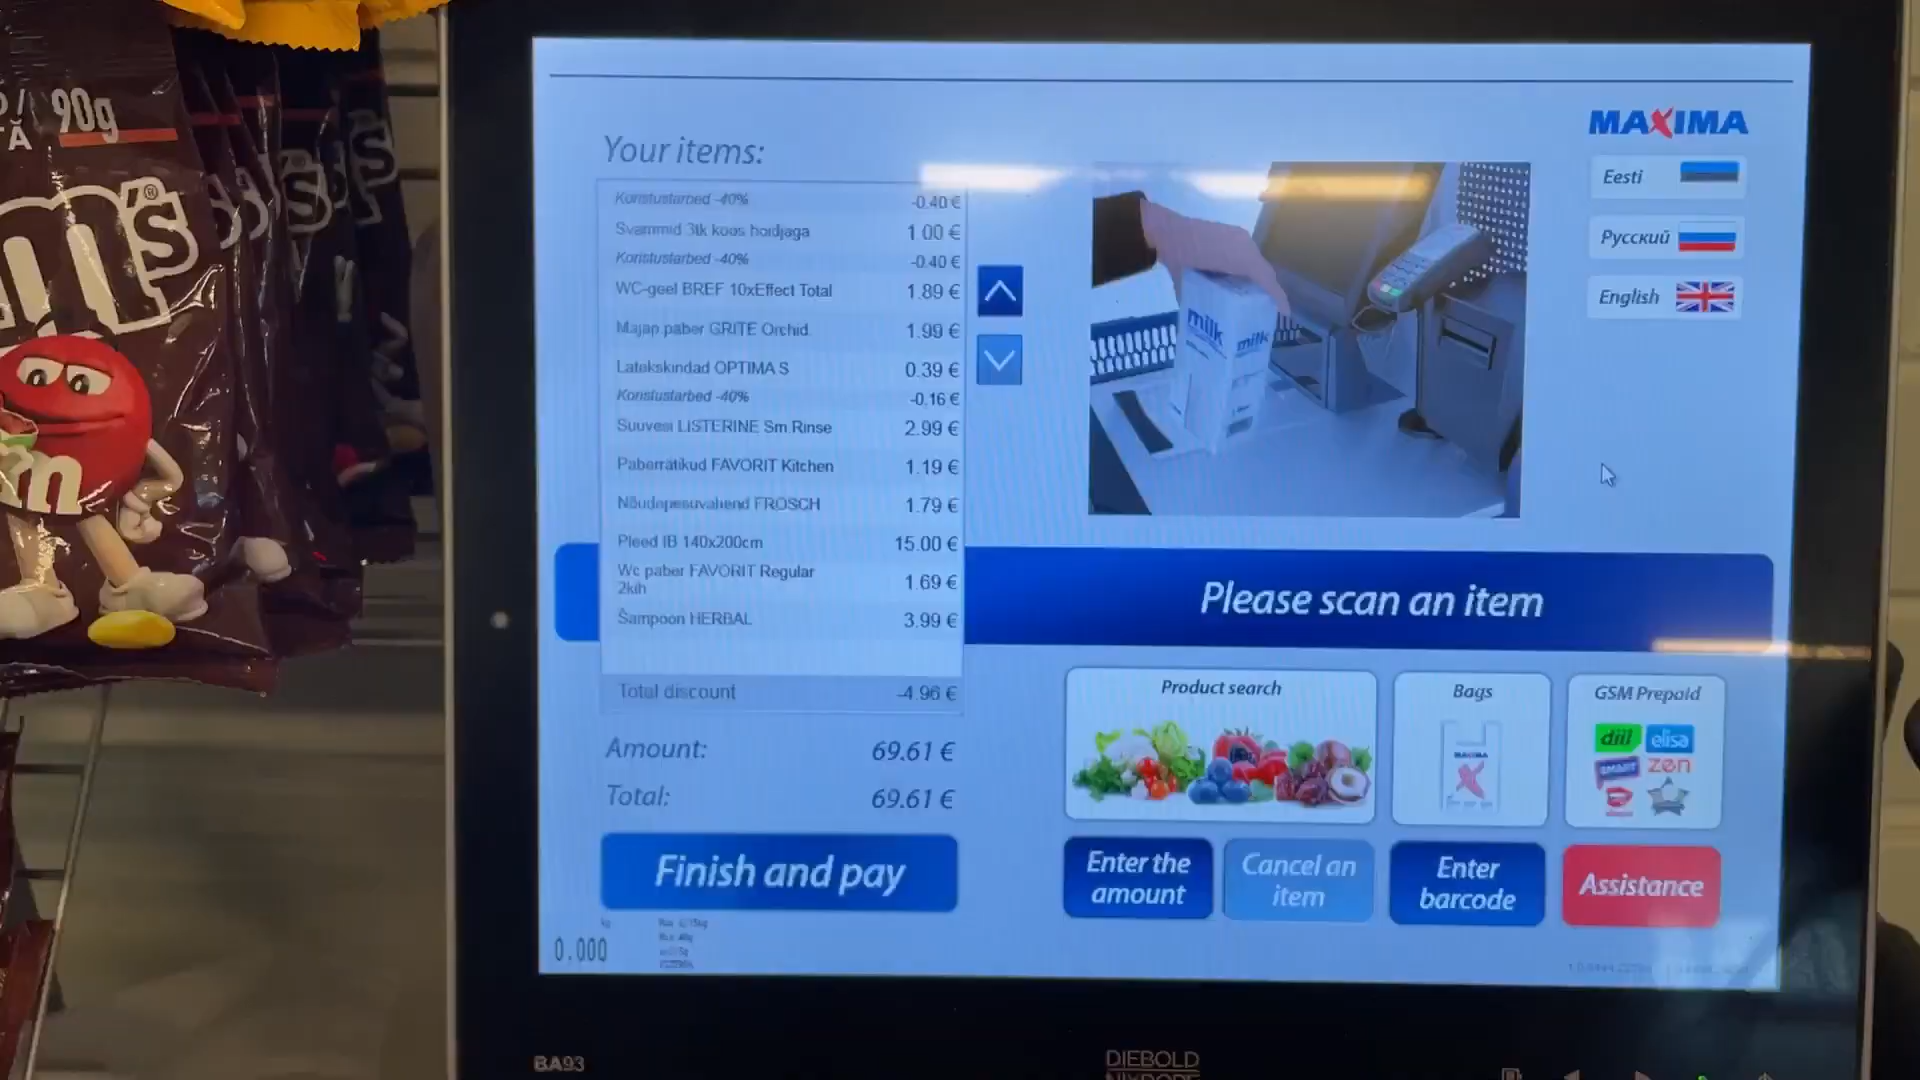 90g
m's
MAXIMA
Your items:
Eesti
Русский
English
Koristustarbed -40% -0.40 €
Svammid 3tk koos hoidjaga 1.00 €
Koristustarbed -40% -0.40 €
WC-geel BREF 10xEffect Total 1.89 €
Majap.paber GRITE Orchid 1.99 €
Latekskindad OPTIMA S 0.39 €
Koristustarbed -40% -0.16 €
Suuvesi LISTERINE Sm.Rinse 2.99 €
Paberrätikud FAVORIT Kitchen 1.19 €
Nõudepesuvahend FROSCH 1.79 €
Pleed IB 140x200cm 15.00 €
Wc paber FAVORIT Regular
2kih 1.69 €
Šampoon HERBAL 3.99 €
Total discount -4.96 €
Amount: 69.61 €
Total: 69.61 €
Finish and pay
milk milk
Please scan an item
Product search
Bags
MAXIMA
GSM Prepaid
diil elisa
SMART zen
Enter the
amount
Cancel an
item
Enter
barcode
Assistance
0.000
BA93
DIEBOLD
NIXDORF
m